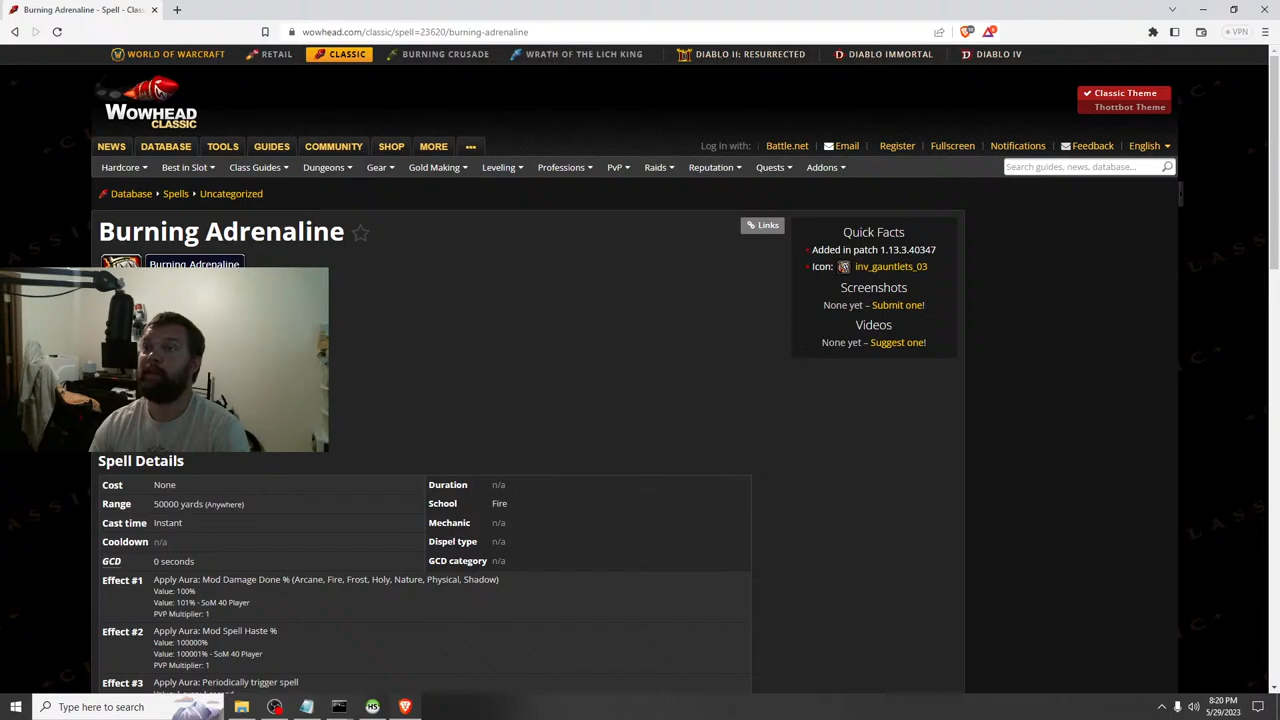 Burning Adrenaline - Spell - Clas
wowhead.com/classic/spell=23620/burning-adrenaline
VPN
WORLD OF WARCRAFT RETAIL CLASSIC BURNING CRUSADE WRATH OF THE LICH KING DIABLO II: RESURRECTED DIABLO IMMORTAL DIABLO IV
WOWHEAD
CLASSIC
Classic Theme
Thottbot Theme
NEWS DATABASE TOOLS GUIDES COMMUNITY SHOP MORE ... Log In with: Battle.net Email Register Fullscreen Notifications Feedback English
Hardcore Best in Slot Class Guides Dungeons Gear Gold Making Leveling Professions PvP Raids Reputation Quests Addons Search guides, news, database...
Database Spells Uncategorized
Burning Adrenaline
Links
Burning Adrenaline
Quick Facts
Added in patch 1.13.3.40347
Icon: inv_gauntlets_03
Screenshots
None yet – Submit one!
Videos
None yet – Suggest one!
Spell Details
Cost None Duration n/a
Range 50000 yards (Anywhere) School Fire
Cast time Instant Mechanic n/a
Cooldown n/a Dispel type n/a
GCD 0 seconds GCD category n/a
Effect #1 Apply Aura: Mod Damage Done % (Arcane, Fire, Frost, Holy, Nature, Physical, Shadow)
Value: 100%
Value: 101% - SoM 40 Player
PVP Multiplier: 1
Effect #2 Apply Aura: Mod Spell Haste %
Value: 100000%
Value: 100001% - SoM 40 Player
PVP Multiplier: 1
Effect #3 Apply Aura: Periodically trigger spell
Type here to search
8:20 PM
5/29/2023